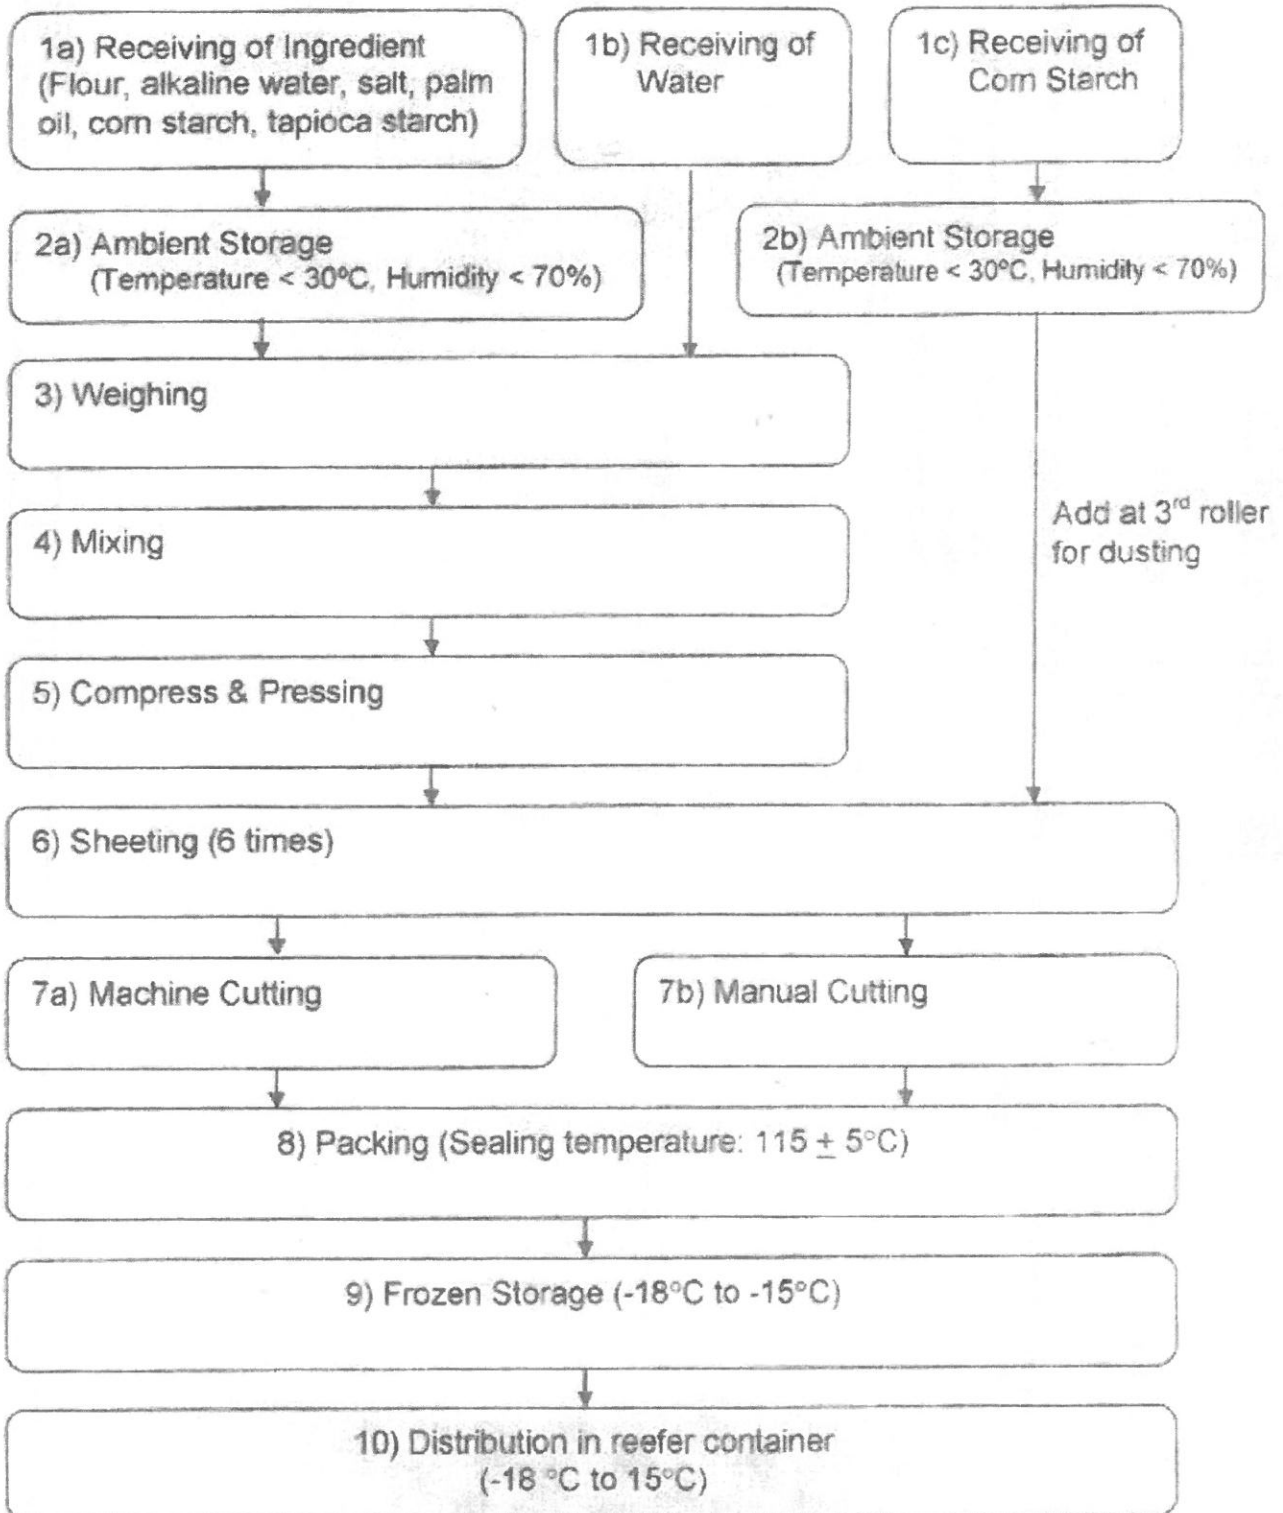 1a) Receiving of Ingredient
(Flour, alkaline water, salt, palm
oil, corn starch, tapioca starch)
1b) Receiving of
Water
1c) Receiving of
Corn Starch
2a) Ambient Storage
(Temperature < 30°C, Humidity < 70%)
2b) Ambient Storage
(Temperature < 30°C, Humidity < 70%)
3) Weighing
4) Mixing
Add at 3rd roller
for dusting
5) Compress & Pressing
6) Sheeting (6 times)
7a) Machine Cutting
7b) Manual Cutting
8) Packing (Sealing temperature: 115 ± 5°C)
9) Frozen Storage (-18°C to -15°C)
10) Distribution in reefer container
(-18 °C to 15°C)